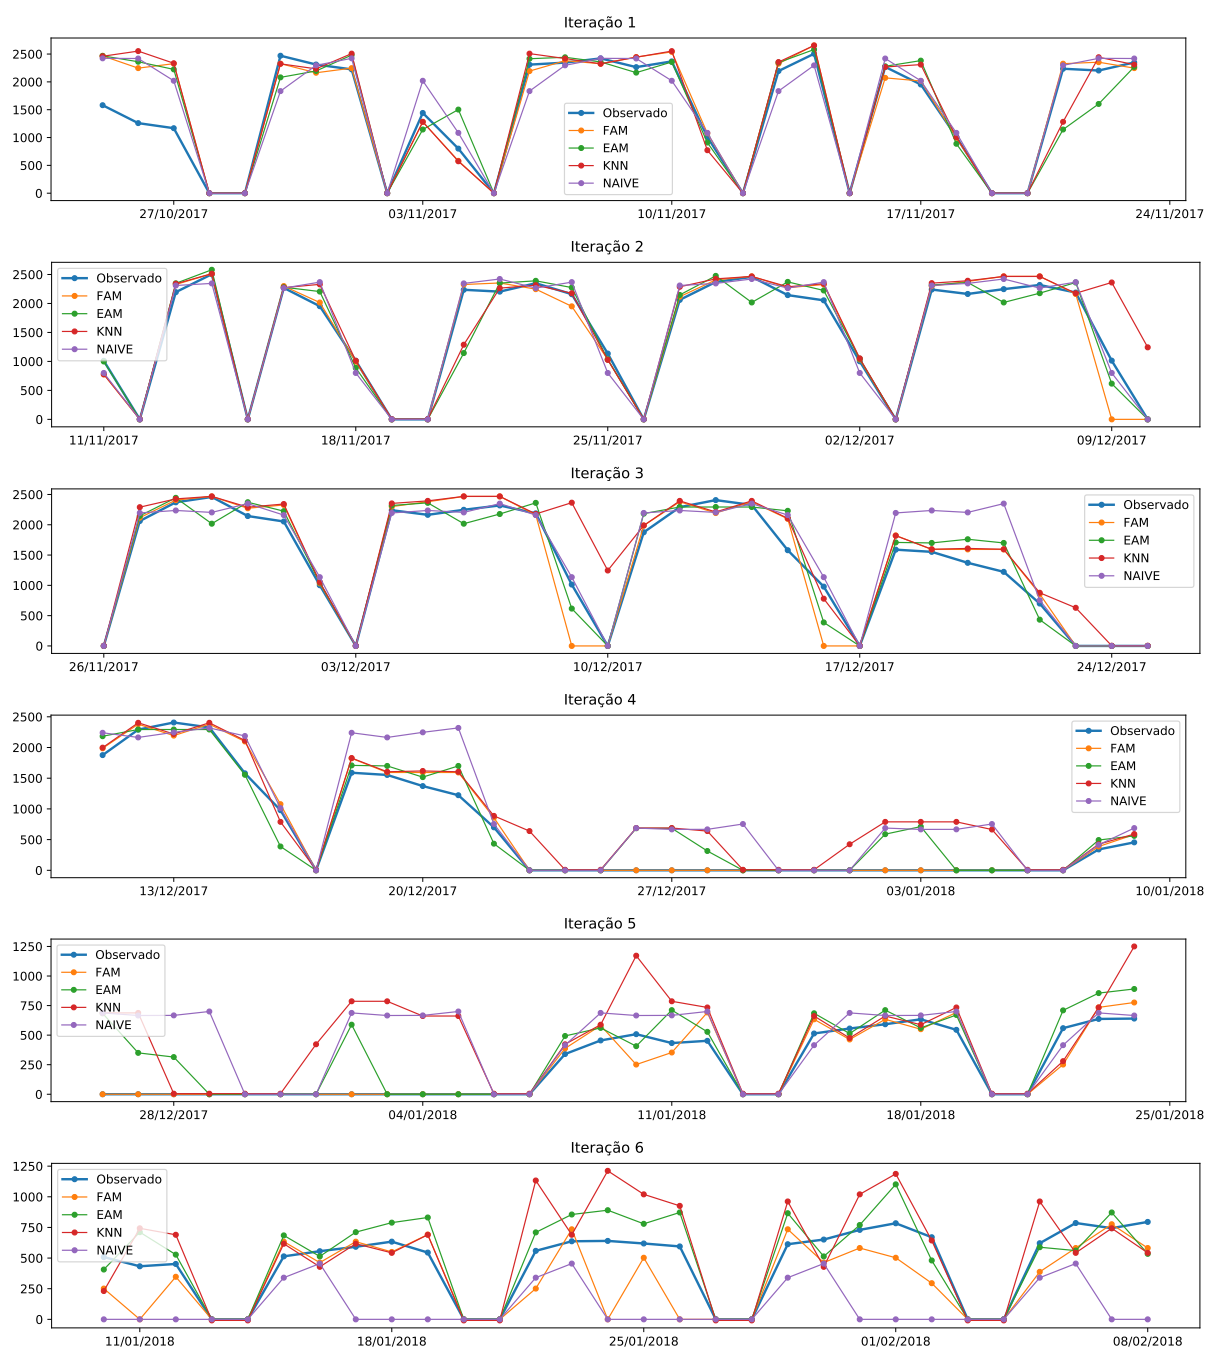 Iteração 1
2500
2000
1500
1000
500
0
Observado
FAM
EAM
KNN
NAIVE
27/10/2017 03/11/2017 10/11/2017 17/11/2017 24/11/2017
Iteração 2
2500
2000
1500
1000
500
0
Observado
FAM
EAM
KNN
NAIVE
11/11/2017 18/11/2017 25/11/2017 02/12/2017 09/12/2017
Iteração 3
2500
2000
1500
1000
500
0
Observado
FAM
EAM
KNN
NAIVE
26/11/2017 03/12/2017 10/12/2017 17/12/2017 24/12/2017
Iteração 4
2500
2000
1500
1000
500
0
Observado
FAM
EAM
KNN
NAIVE
13/12/2017 20/12/2017 27/12/2017 03/01/2018 10/01/2018
Iteração 5
1250
1000
750
500
250
0
Observado
FAM
EAM
KNN
NAIVE
28/12/2017 04/01/2018 11/01/2018 18/01/2018 25/01/2018
Iteração 6
1250
1000
750
500
250
0
Observado
FAM
EAM
KNN
NAIVE
11/01/2018 18/01/2018 25/01/2018 01/02/2018 08/02/2018